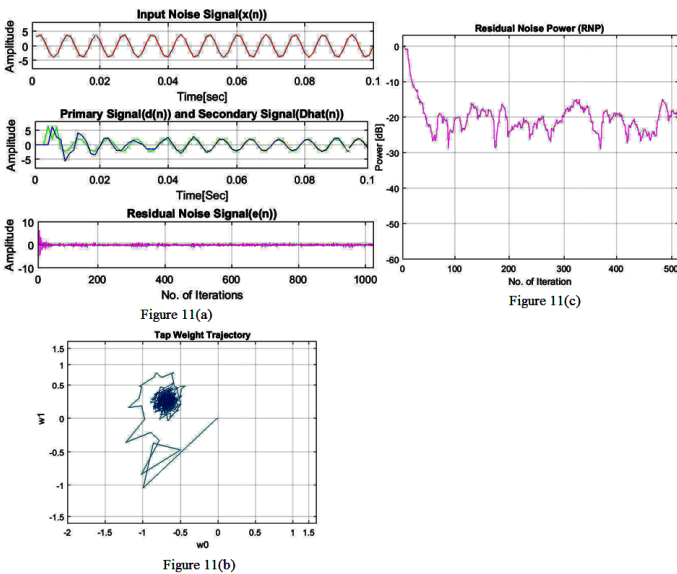 Input Noise Signal(x(n))
Amplitude
5
0
-5
0 0.02 0.04 0.06 0.08 0.1
Time[sec]
Primary Signal(d(n)) and Secondary Signal(Dhat(n))
Amplitude
5
0
-5
0 0.02 0.04 0.06 0.08 0.1
Time[Sec]
Residual Noise Signal(e(n))
Amplitude
10
0
-10
200 400 600 800 1000
No. of Iterations
Figure 11(a)
Residual Noise Power (RNP)
Power [dB]
0
-10
-20
-30
-40
-50
-60
0 100 200 300 400 500
No. of Iteration
Figure 11(c)
Tap Weight Trajectory
w1
1.5
1
0.5
0
-0.5
-1
-1.5
-2 -1.5 -1 -0.5 0 0.5 1 1.5
w0
Figure 11(b)